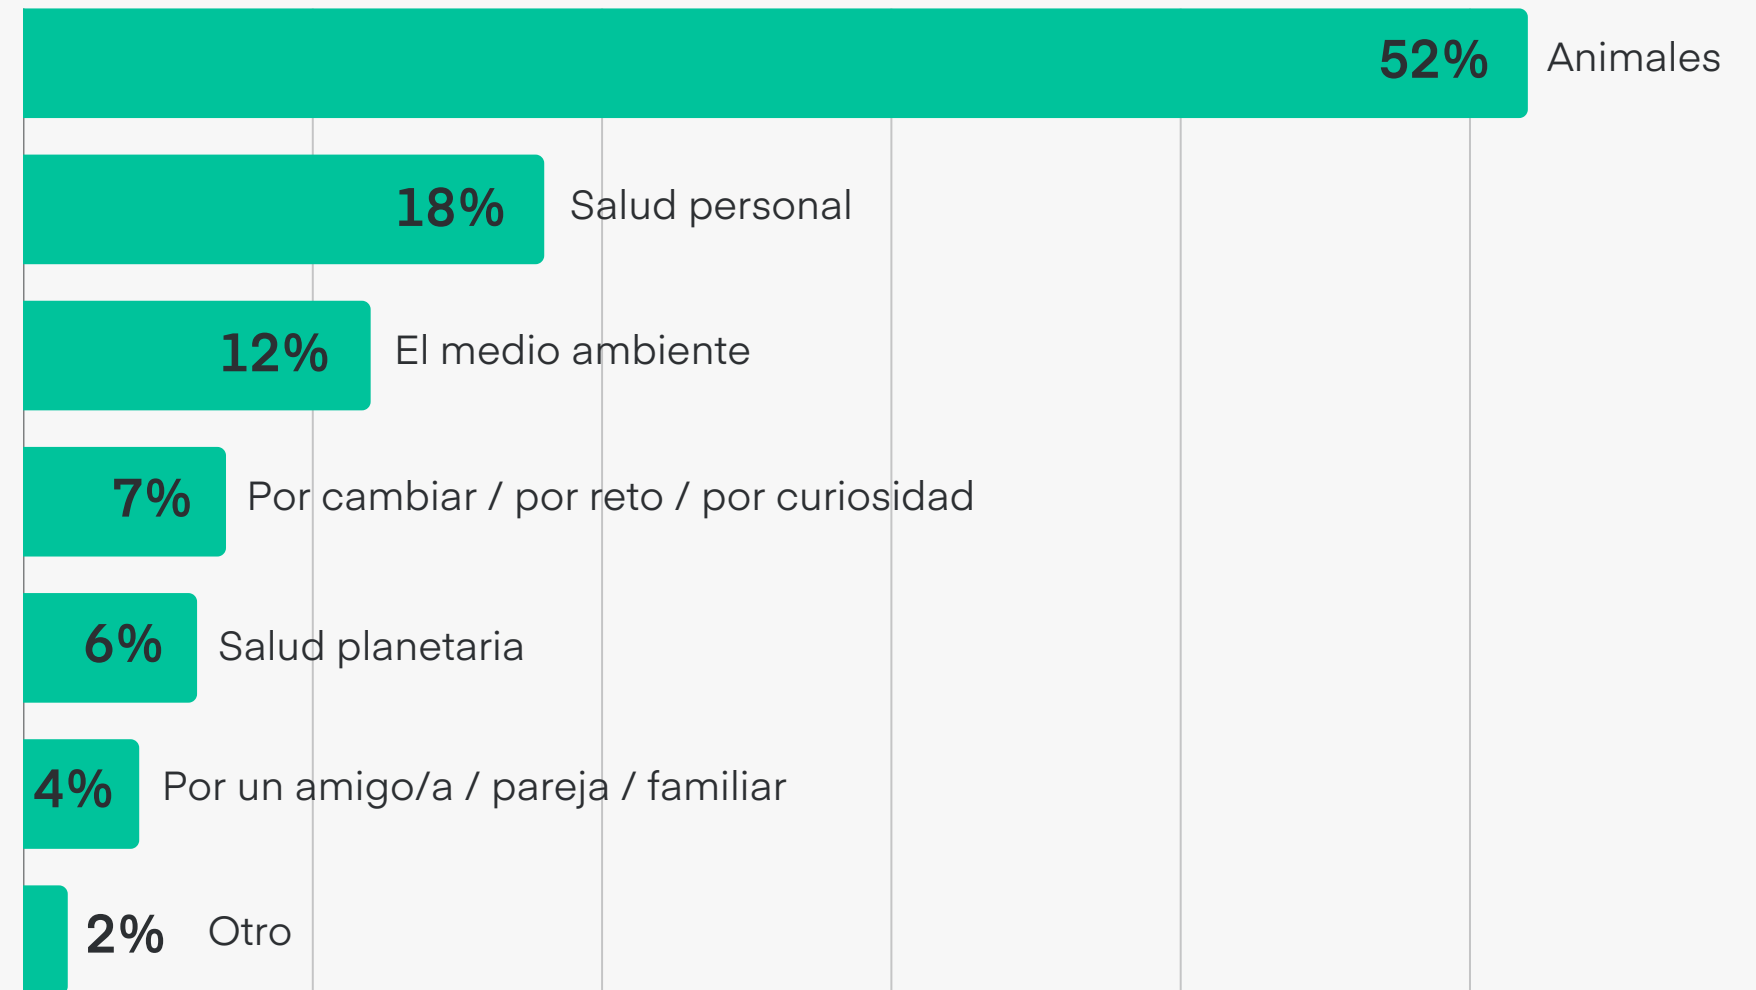 52% Animales
18% Salud personal
12% El medio ambiente
7% Por cambiar / por reto / por curiosidad
6% Salud planetaria
4% Por un amigo/a / pareja / familiar
2% Otro